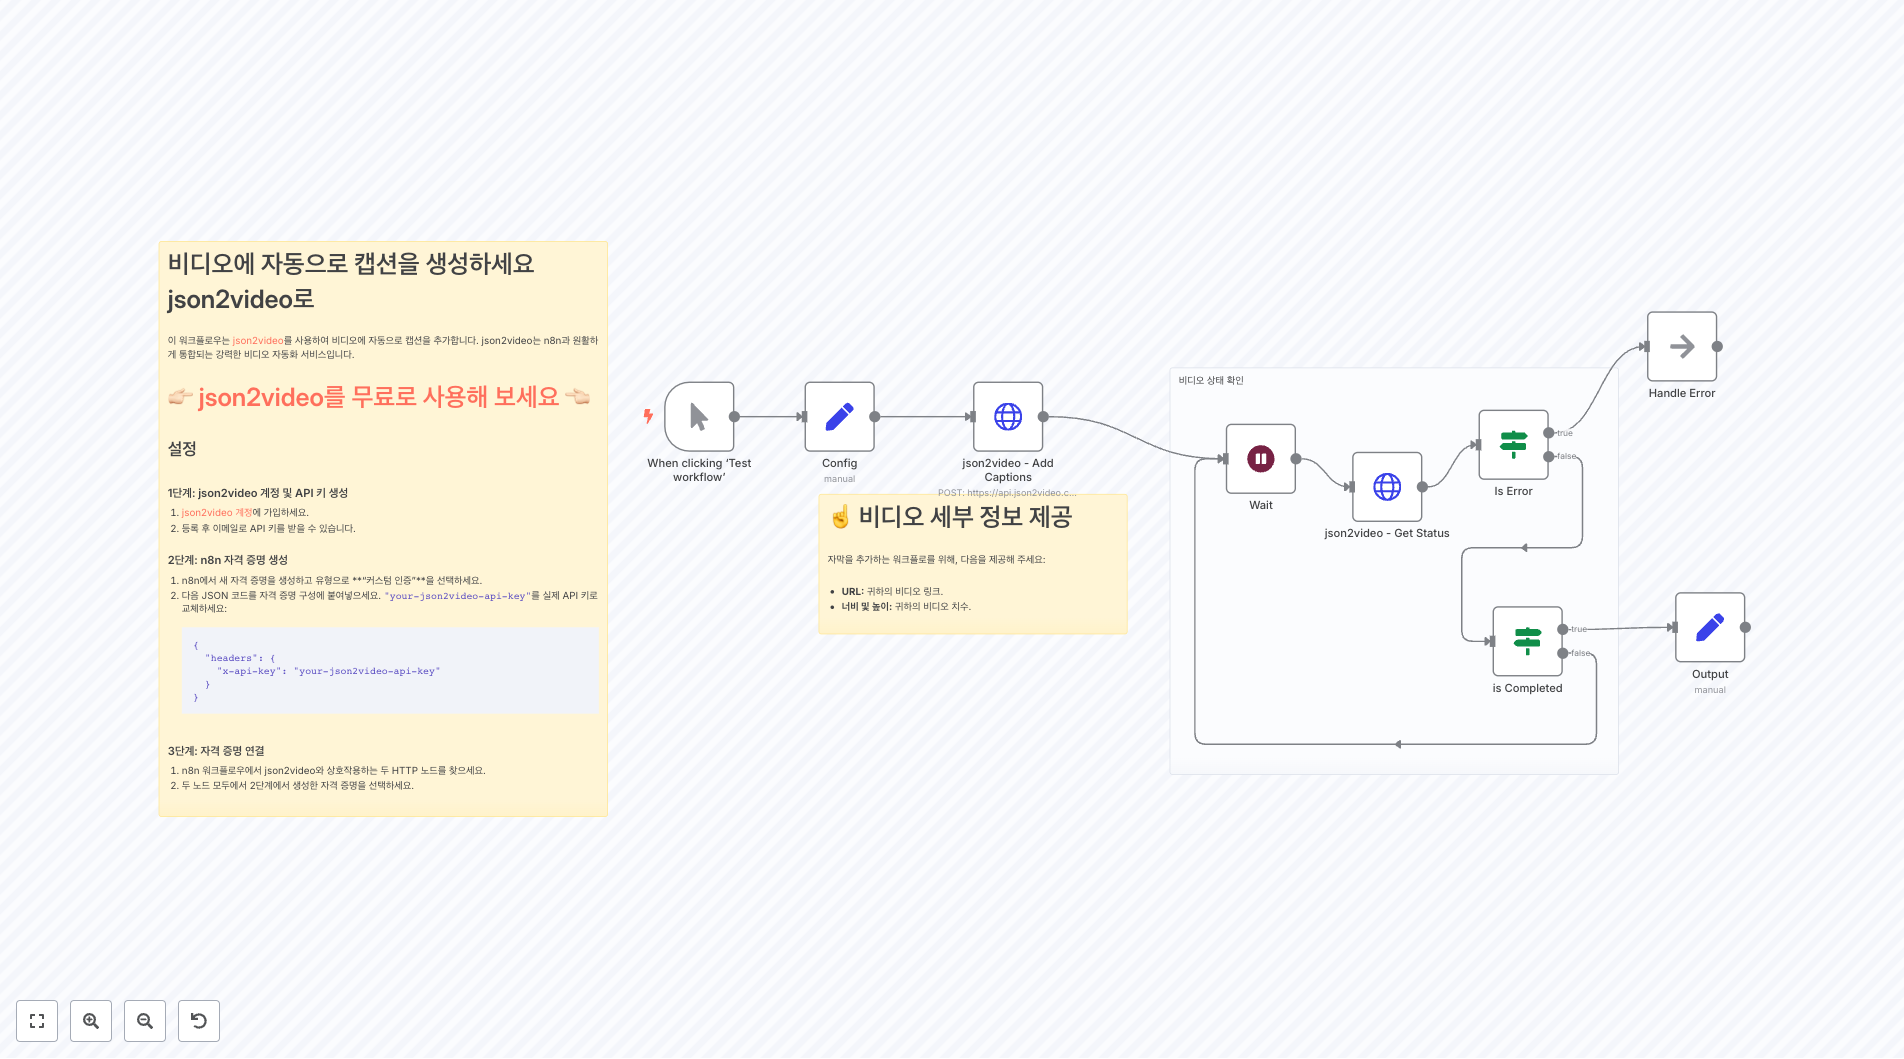 비디오에 자동으로 캡션을 생성하세요
json2video로
이 워크플로우는 json2video를 사용하여 비디오에 자동으로 캡션을 추가합니다. json2video는 n8n과 원활하
게 통합되는 강력한 비디오 자동화 서비스입니다.
👉🏻 json2video를 무료로 사용해 보세요 👈🏻
설정
1단계: json2video 계정 및 API 키 생성
1. json2video 계정에 가입하세요.
2. 등록 후 이메일로 API 키를 받을 수 있습니다.
2단계: n8n 자격 증명 생성
1. n8n에서 새 자격 증명을 생성하고 유형으로 **"커스텀 인증"**을 선택하세요.
2. 다음 JSON 코드를 자격 증명 구성에 붙여넣으세요. "your-json2video-api-key"를 실제 API 키로
교체하세요:
{
"headers": {
"x-api-key": "your-json2video-api-key"
}
}
3단계: 자격 증명 연결
1. n8n 워크플로우에서 json2video와 상호작용하는 두 HTTP 노드를 찾으세요.
2. 두 노드 모두에서 2단계에서 생성한 자격 증명을 선택하세요.
When clicking ‘Test
workflow’
Config
manual
json2video - Add
Captions
POST: https://api.json2video.c...
☝️ 비디오 세부 정보 제공
자막을 추가하는 워크플로를 위해, 다음을 제공해 주세요:
• URL: 귀하의 비디오 링크.
• 너비 및 높이: 귀하의 비디오 치수.
비디오 상태 확인
Wait
json2video - Get Status
Is Error
true
false
Handle Error
is Completed
true
false
Output
manual